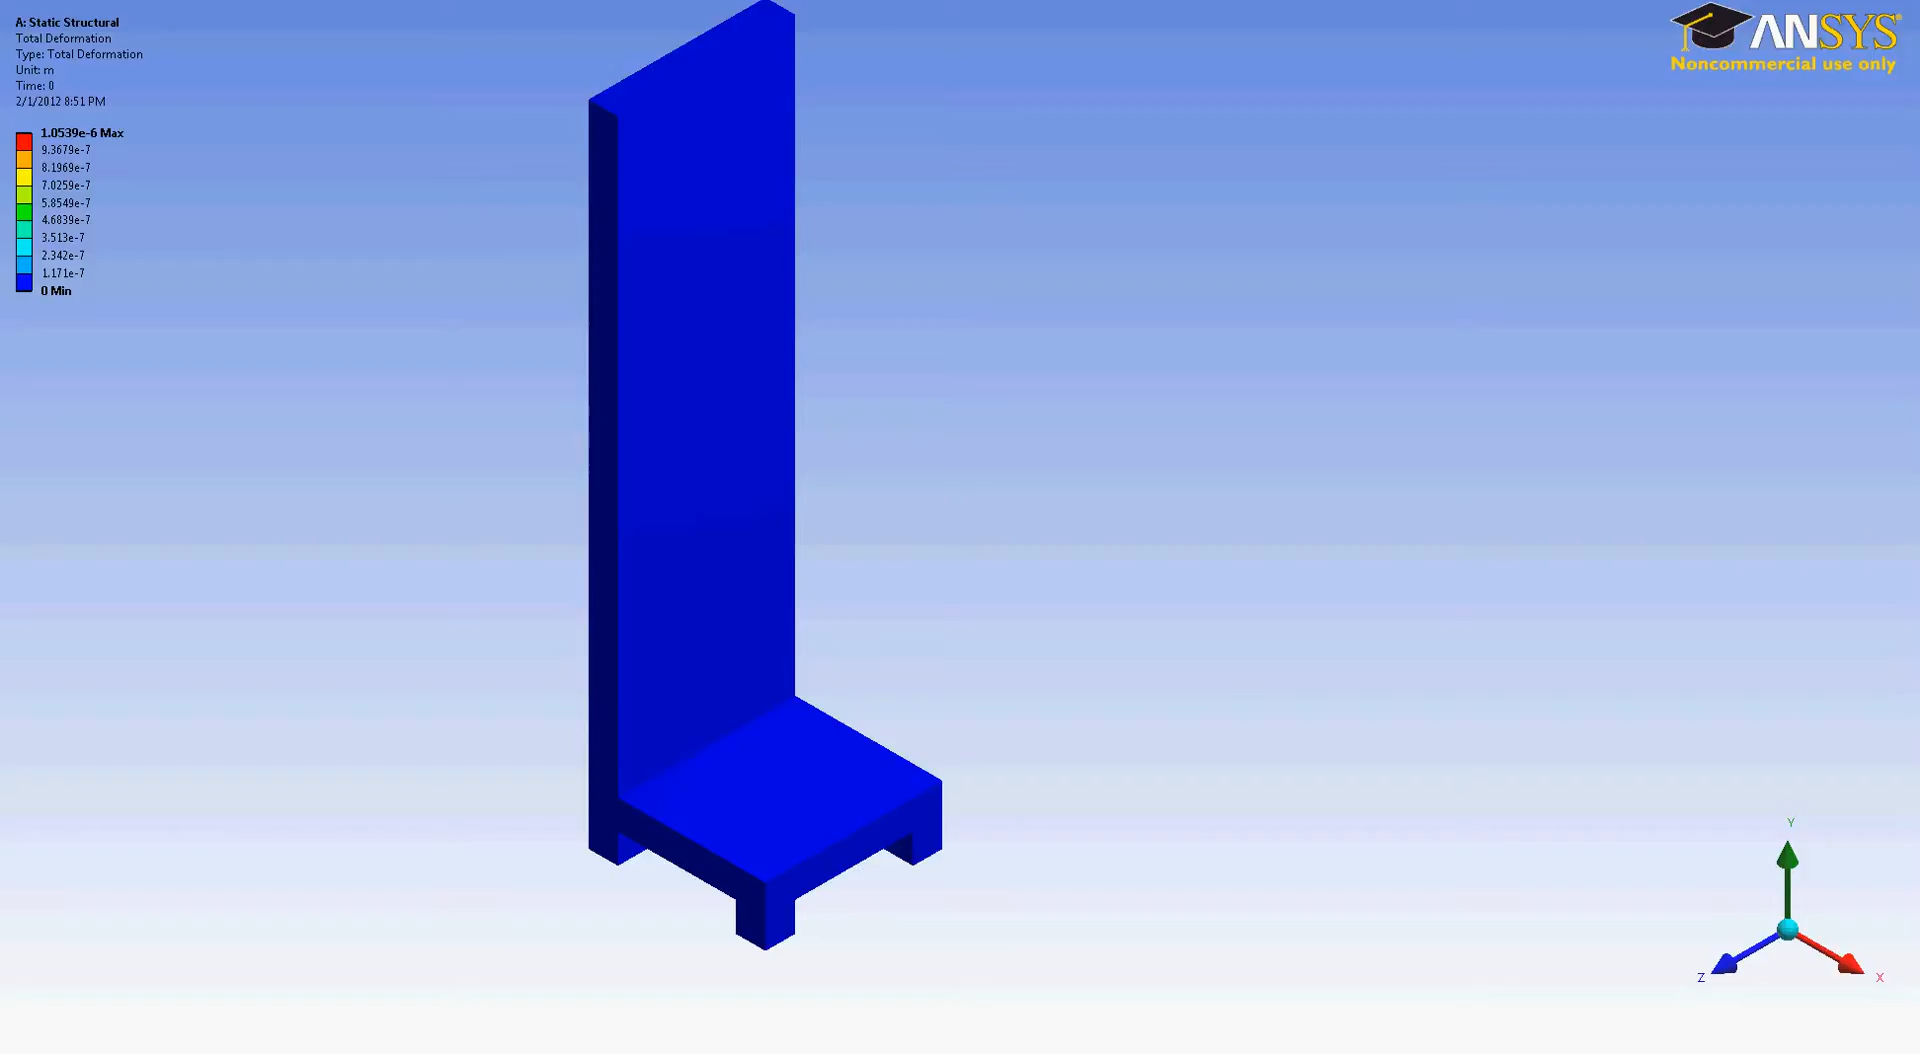 A: Static Structural
Total Deformation
Type: Total Deformation
Unit: m
Time: 0
2/1/2012 8:51 PM
1.0539e-6 Max
9.3679e-7
8.1969e-7
7.0259e-7
5.8549e-7
4.6839e-7
3.513e-7
2.342e-7
1.171e-7
0 Min
ANSYS®
Noncommercial use only
Y
Z
X